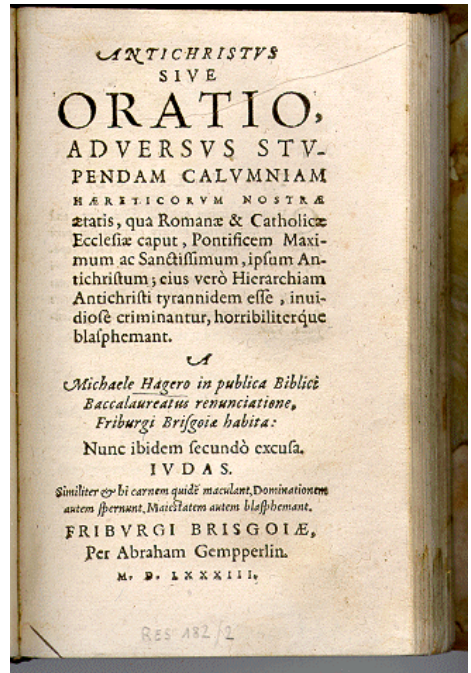 ANTICHRISTVS
SIVE
ORATIO,
ADVERSVS STV-
PENDAM CALVMNIAM
HÆRETICORVM NOSTRÆ
ætatis, qua Romanæ & Catholicæ
Ecclesiæ caput, Pontificem Maxi-
mum ac Sanctissimum, ipsum An-
tichristum; eius verò Hierarchiam
Antichristi tyrannidem esse, inui-
diosè criminantur, horribiliterque
blasphemant.
A
Michaele Hagero in publica Biblici
Baccalaureatus renunciatione,
Friburgi Brisgoiæ habita:
Nunc ibidem secundò excusa.
IVDAS.
Similiter & hi carnem quidẽ maculant, Dominationem
autem spernunt, Maiestatem autem blasphemant.
FRIBVRGI BRISGOIÆ,
Per Abraham Gempperlin.
M. D. LXXXIII.
RES 182/2